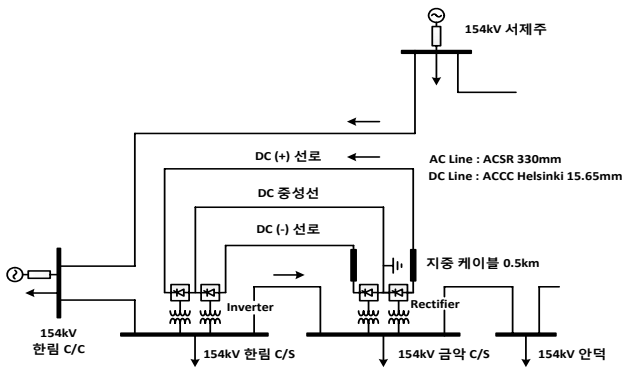 154kV 서제주
DC (+) 선로
AC Line : ACSR 330mm
DC Line : ACCC Helsinki 15.65mm
DC 중성선
DC (-) 선로
지중 케이블 0.5km
Inverter
Rectifier
154kV
한림 C/C
154kV 한림 C/S
154kV 금악 C/S
154kV 안덕